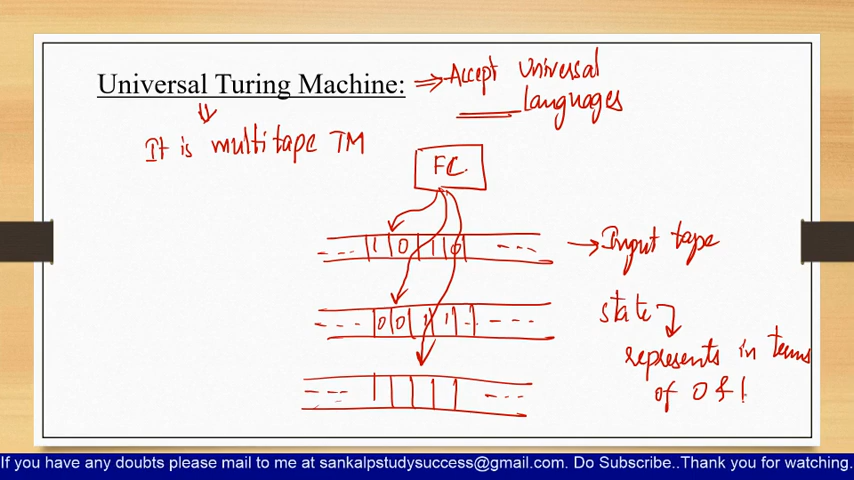 Universal Turing Machine: ⇒ Accept Universal
languages
It is multitape TM
FC.
--- 1 0 1 0 --- → Input tape
--- 0 0 1 1 - ---
state
represents in terms
of 0 & 1
--- ---
If you have any doubts please mail to me at sankalpstudysuccess@gmail.com. Do Subscribe..Thank you for watching.